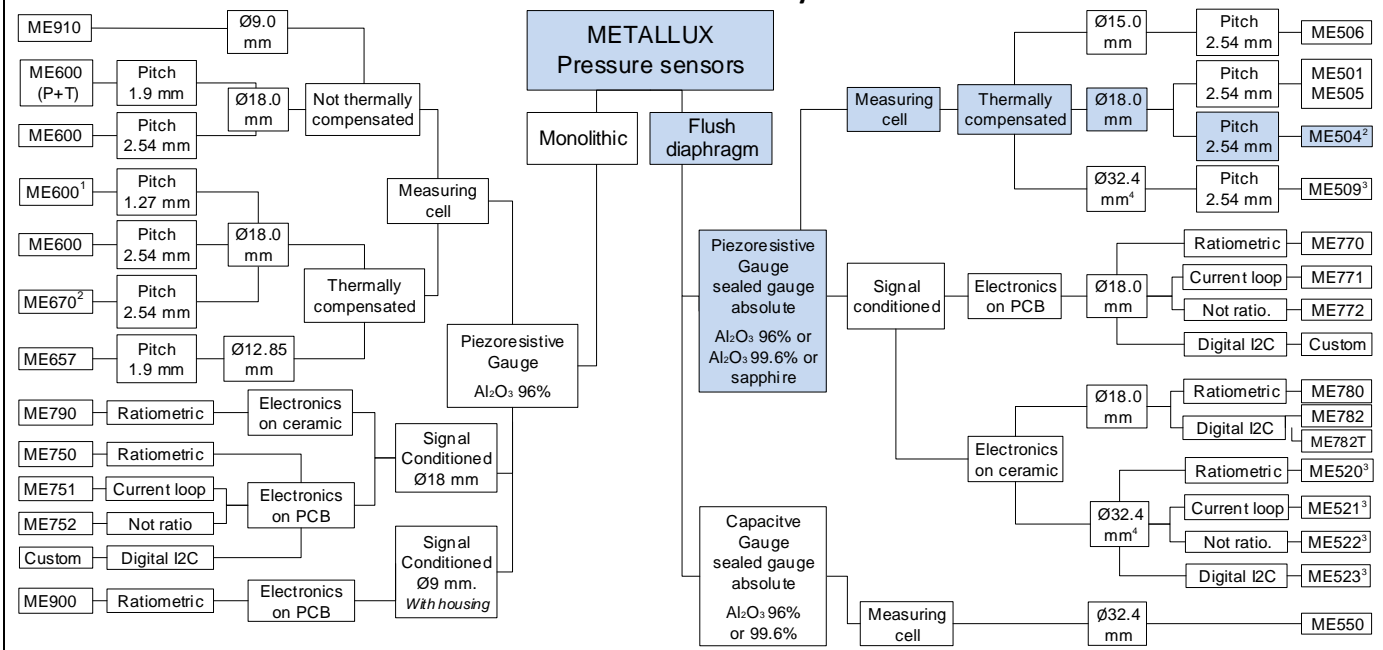 METALLUX
Pressure sensors
Monolithic
Flush
diaphragm
ME910
Ø9.0
mm
ME600
(P+T)
Pitch
1.9 mm
Ø18.0
mm
Not thermally
compensated
ME600
Pitch
2.54 mm
Measuring
cell
ME600¹
Pitch
1.27 mm
ME600
Pitch
2.54 mm
Ø18.0
mm
Thermally
compensated
ME670²
Pitch
2.54 mm
ME657
Pitch
1.9 mm
Ø12.85
mm
Piezoresistive
Gauge
Al₂O₃ 96%
ME790
Ratiometric
Electronics
on ceramic
ME750
Ratiometric
Signal
Conditioned
Ø18 mm
ME751
Current loop
Electronics
on PCB
ME752
Not ratio
Custom
Digital I2C
Signal
Conditioned
Ø9 mm.
With housing
ME900
Ratiometric
Electronics
on PCB
Measuring
cell
Thermally
compensated
Ø15.0
mm
Pitch
2.54 mm
ME506
Ø18.0
mm
Pitch
2.54 mm
ME501
ME505
Pitch
2.54 mm
ME504²
Ø32.4
mm⁴
Pitch
2.54 mm
ME509³
Piezoresistive
Gauge
sealed gauge
absolute
Al₂O₃ 96% or
Al₂O₃ 99.6% or
sapphire
Signal
conditioned
Electronics
on PCB
Ø18.0
mm
Ratiometric
ME770
Current loop
ME771
Not ratio.
ME772
Digital I2C
Custom
Electronics
on ceramic
Ø18.0
mm
Ratiometric
ME780
Digital I2C
ME782
ME782T
Ø32.4
mm⁴
Ratiometric
ME520³
Current loop
ME521³
Not ratio.
ME522³
Digital I2C
ME523³
Capacitve
Gauge
sealed gauge
absolute
Al₂O₃ 96%
or 99.6%
Measuring
cell
Ø32.4
mm
ME550